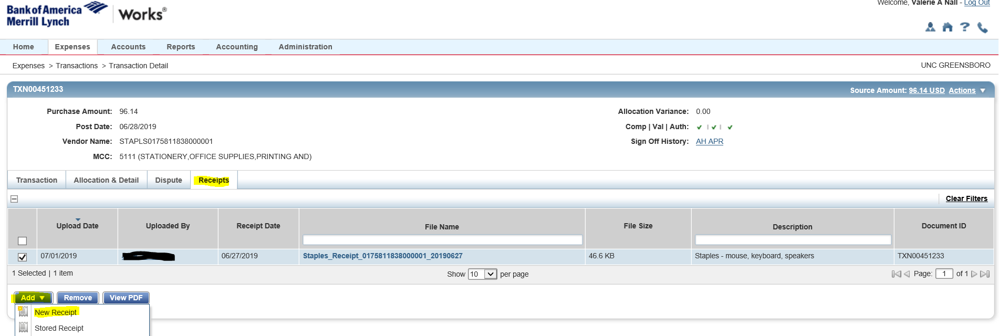 Welcome, Valerie A Nall - Log Out
Bank of America
Merrill Lynch
Works®
Home Expenses Accounts Reports Accounting Administration
Expenses > Transactions > Transaction Detail UNC GREENSBORO
TXN00451233 Source Amount: 96.14 USD Actions
Purchase Amount: 96.14 Allocation Variance: 0.00
Post Date: 06/28/2019 Comp | Val | Auth: ✓ | ✓ | ✓
Vendor Name: STAPLS0175811838000001 Sign Off History: AH APR
MCC: 5111 (STATIONERY,OFFICE SUPPLIES,PRINTING AND)
Transaction Allocation & Detail Dispute Receipts
Clear Filters
Upload Date Uploaded By Receipt Date File Name File Size Description Document ID
07/01/2019 06/27/2019 Staples_Receipt_0175811838000001_20190627 46.6 KB Staples - mouse, keyboard, speakers TXN00451233
1 Selected | 1 item Show 10 per page Page: 1 of 1
Add Remove View PDF
New Receipt
Stored Receipt